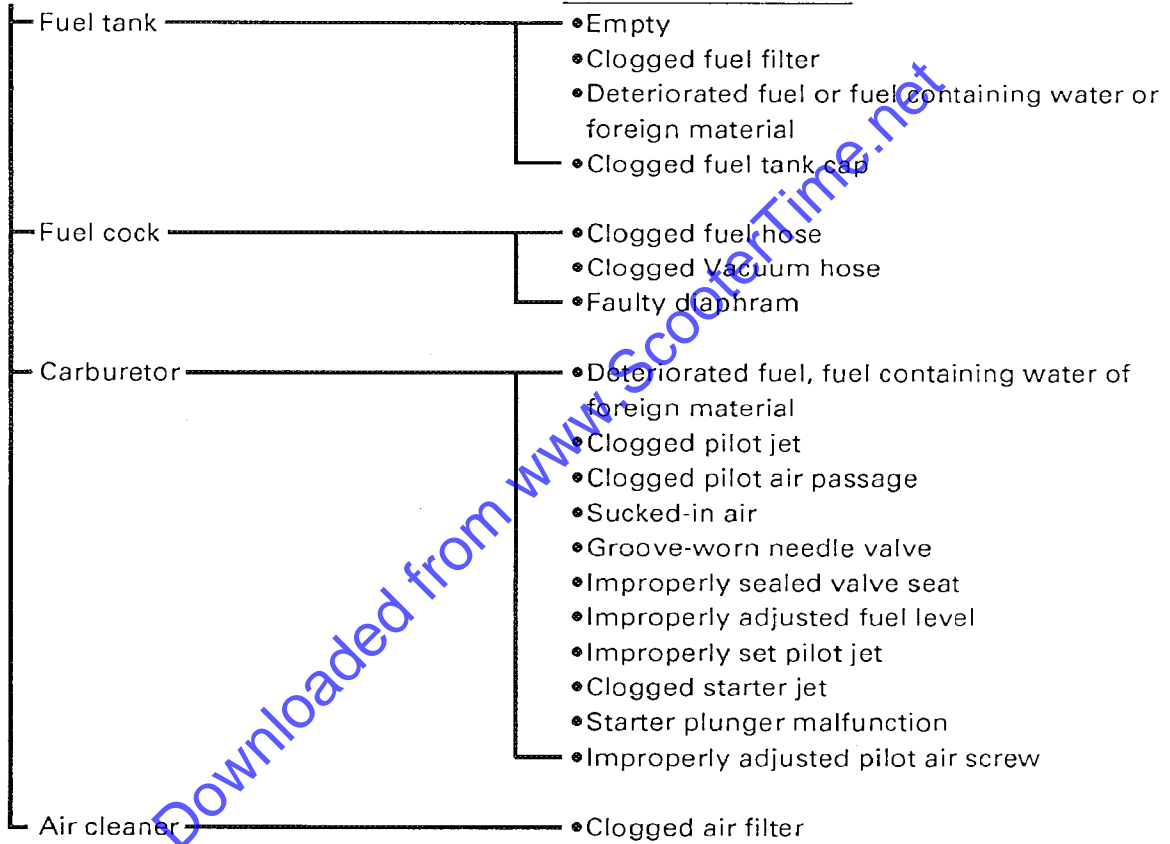 Fuel tank
•Empty
•Clogged fuel filter
•Deteriorated fuel or fuel containing water or
foreign material
•Clogged fuel tank cap
Fuel cock
•Clogged fuel hose
•Clogged Vacuum hose
•Faulty diaphram
Carburetor
•Deteriorated fuel, fuel containing water of
foreign material
•Clogged pilot jet
•Clogged pilot air passage
•Sucked-in air
•Groove-worn needle valve
•Improperly sealed valve seat
•Improperly adjusted fuel level
•Improperly set pilot jet
•Clogged starter jet
•Starter plunger malfunction
•Improperly adjusted pilot air screw
Air cleaner
•Clogged air filter
Downloaded from www.ScooterTime.net